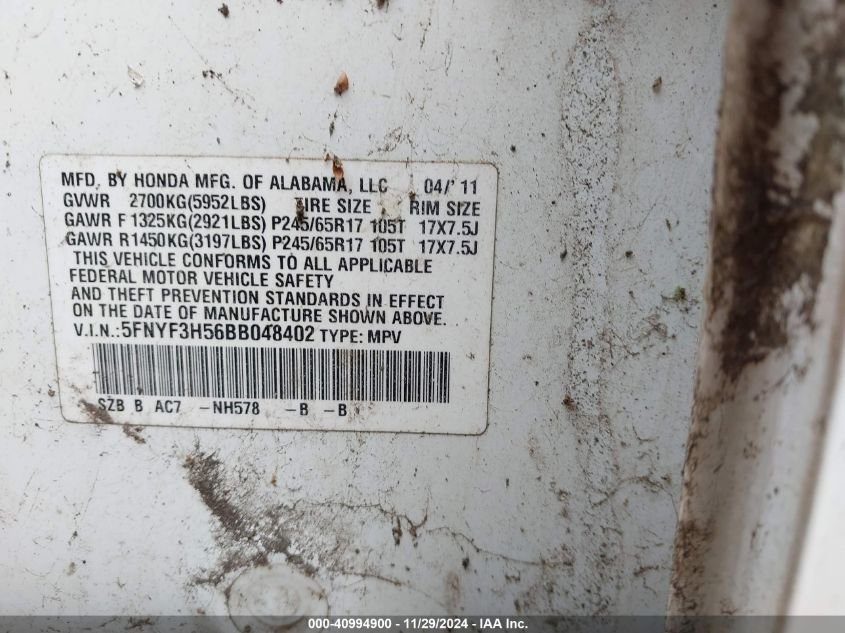 MFD. BY HONDA MFG. OF ALABAMA, LLC 04/'11
GVWR 2700KG(5952LBS) TIRE SIZE RIM SIZE
GAWR F 1325KG(2921LBS) P245/65R17 105T 17X7.5J
GAWR R1450KG(3197LBS) P245/65R17 105T 17X7.5J
THIS VEHICLE CONFORMS TO ALL APPLICABLE
FEDERAL MOTOR VEHICLE SAFETY
AND THEFT PREVENTION STANDARDS IN EFFECT
ON THE DATE OF MANUFACTURE SHOWN ABOVE.
V.I.N.:5FNYF3H56BB048402 TYPE: MPV
SZB B AC7 -NH578 -B -B
000-40994900 - 11/29/2024 - IAA Inc.